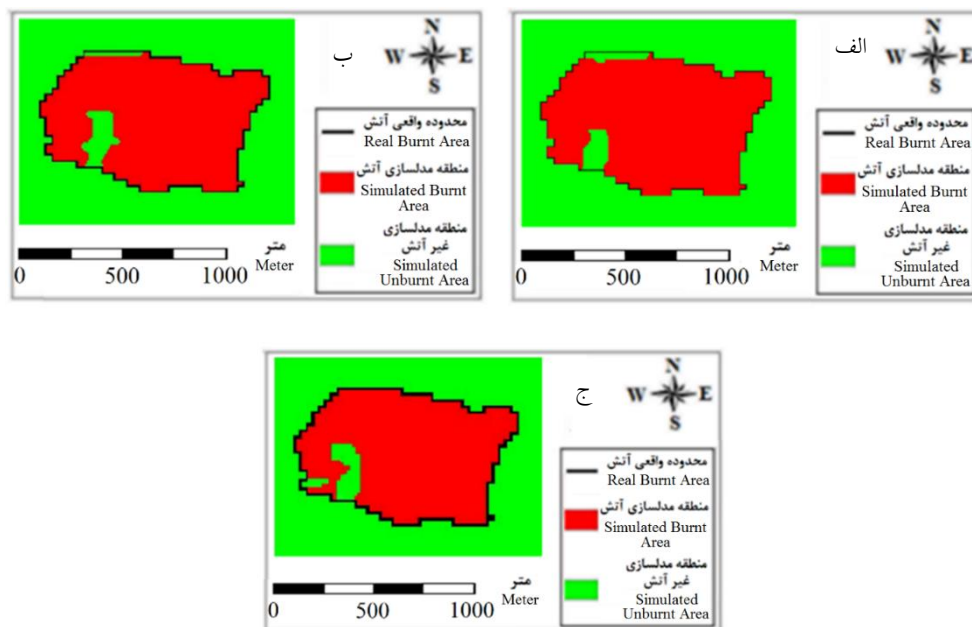 ب
N
W E
S
محدوده واقعی آتش
Real Burnt Area
منطقه مدلسازی آتش
Simulated Burnt
Area
منطقه مدلسازی
غیر آتش
Simulated
Unburnt Area
متر
Meter
0 500 1000
الف
N
W E
S
محدوده واقعی آتش
Real Burnt Area
منطقه مدلسازی آتش
Simulated Burnt
Area
منطقه مدلسازی
غیر آتش
Simulated
Unburnt Area
متر
Meter
0 500 1000
ج
N
W E
S
محدوده واقعی آتش
Real Burnt Area
منطقه مدلسازی آتش
Simulated Burnt
Area
منطقه مدلسازی
غیر آتش
Simulated
Unburnt Area
متر
Meter
0 500 1000